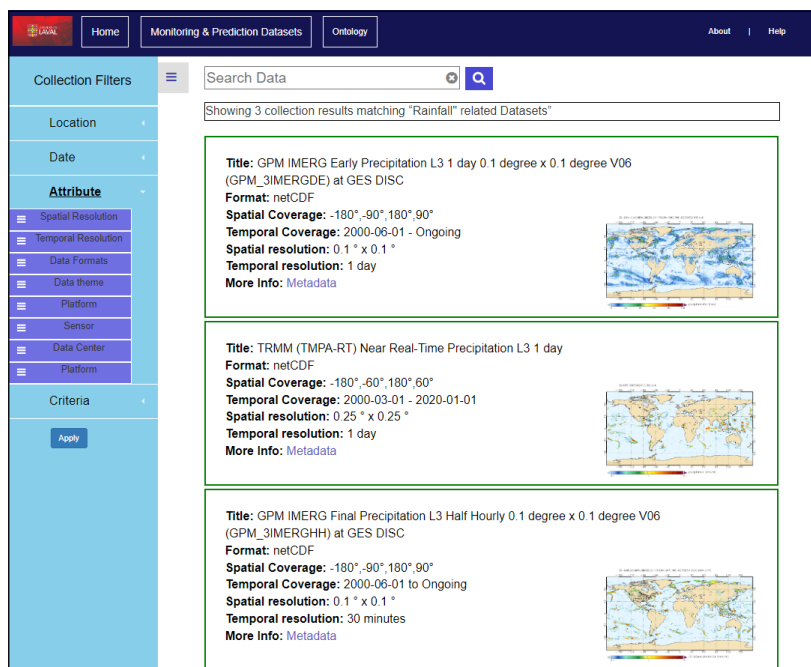 LAVAL
Home
Monitoring & Prediction Datasets
Ontology
About | Help
Collection Filters
Location
Date
Attribute
Spatial Resolution
Temporal Resolution
Data Formats
Data theme
Platform
Sensor
Data Center
Platform
Criteria
Apply
Search Data
Showing 3 collection results matching “Rainfall" related Datasets”
Title: GPM IMERG Early Precipitation L3 1 day 0.1 degree x 0.1 degree V06
(GPM_3IMERGDE) at GES DISC
Format: netCDF
Spatial Coverage: -180°,-90°,180°,90°
Temporal Coverage: 2000-06-01 - Ongoing
Spatial resolution: 0.1 ° x 0.1 °
Temporal resolution: 1 day
More Info: Metadata
Title: TRMM (TMPA-RT) Near Real-Time Precipitation L3 1 day
Format: netCDF
Spatial Coverage: -180°,-60°,180°,60°
Temporal Coverage: 2000-03-01 - 2020-01-01
Spatial resolution: 0.25 ° x 0.25 °
Temporal resolution: 1 day
More Info: Metadata
Title: GPM IMERG Final Precipitation L3 Half Hourly 0.1 degree x 0.1 degree V06
(GPM_3IMERGHH) at GES DISC
Format: netCDF
Spatial Coverage: -180°,-90°,180°,90°
Temporal Coverage: 2000-06-01 to Ongoing
Spatial resolution: 0.1 ° x 0.1 °
Temporal resolution: 30 minutes
More Info: Metadata